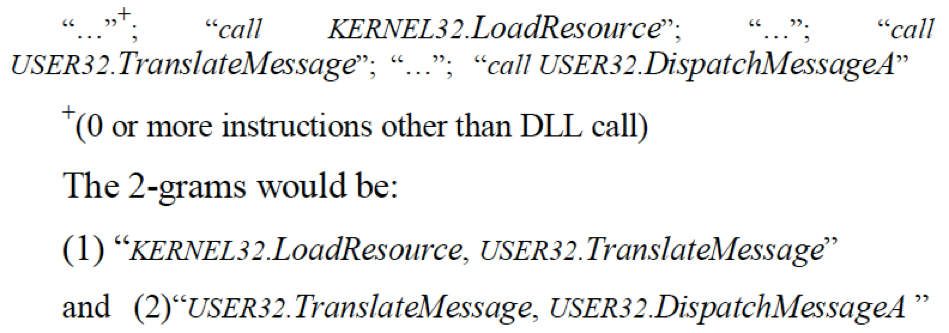 “…”+; “call KERNEL32.LoadResource”; “…”; “call
USER32.TranslateMessage”; “…”; “call USER32.DispatchMessageA”
+(0 or more instructions other than DLL call)
The 2-grams would be:
(1) “KERNEL32.LoadResource, USER32.TranslateMessage”
and (2)“USER32.TranslateMessage, USER32.DispatchMessageA ”